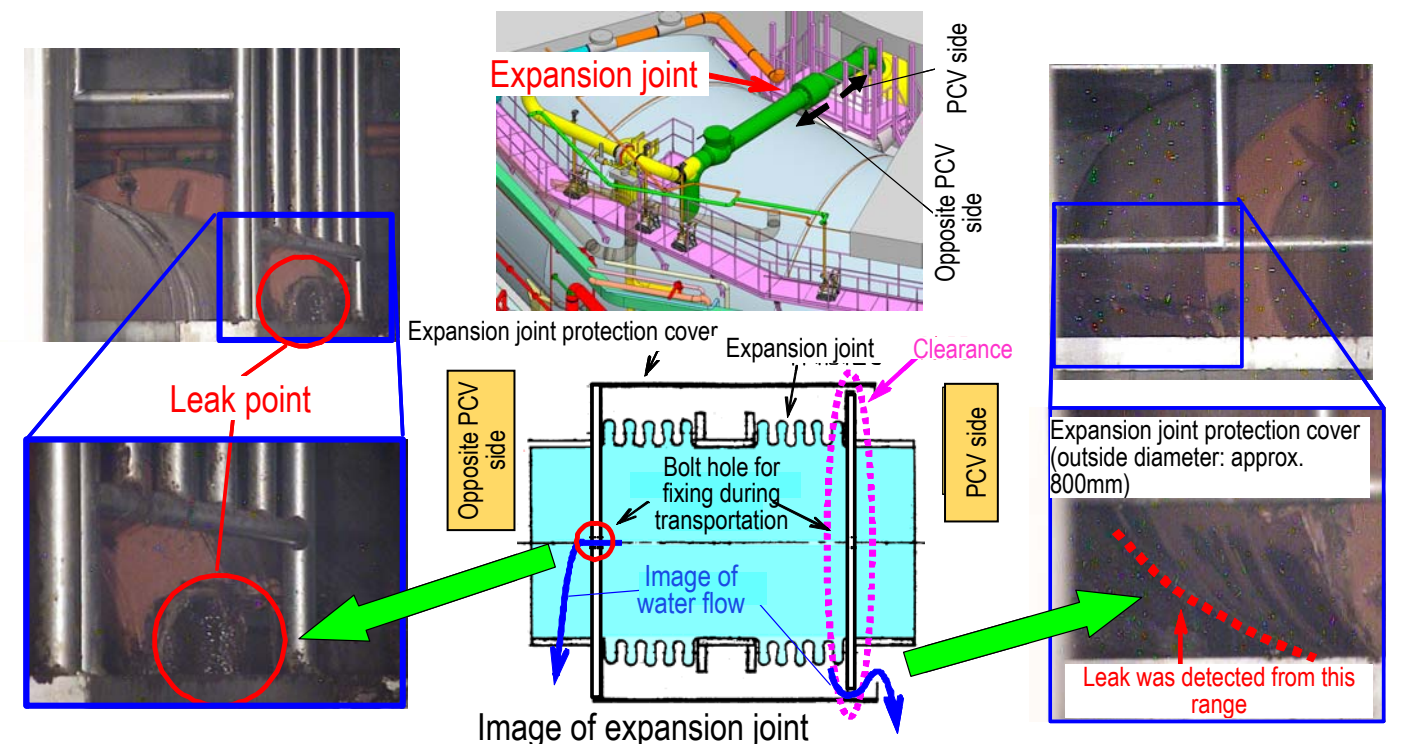 Expansion joint
PCV side
Opposite PCV
side
Expansion joint protection cover
Expansion joint
Clearance
Leak point
Opposite PCV
side
Bolt hole for
fixing during
transportation
PCV side
Image of
water flow
Image of expansion joint
Expansion joint protection cover
(outside diameter: approx.
800mm)
Leak was detected from this
range